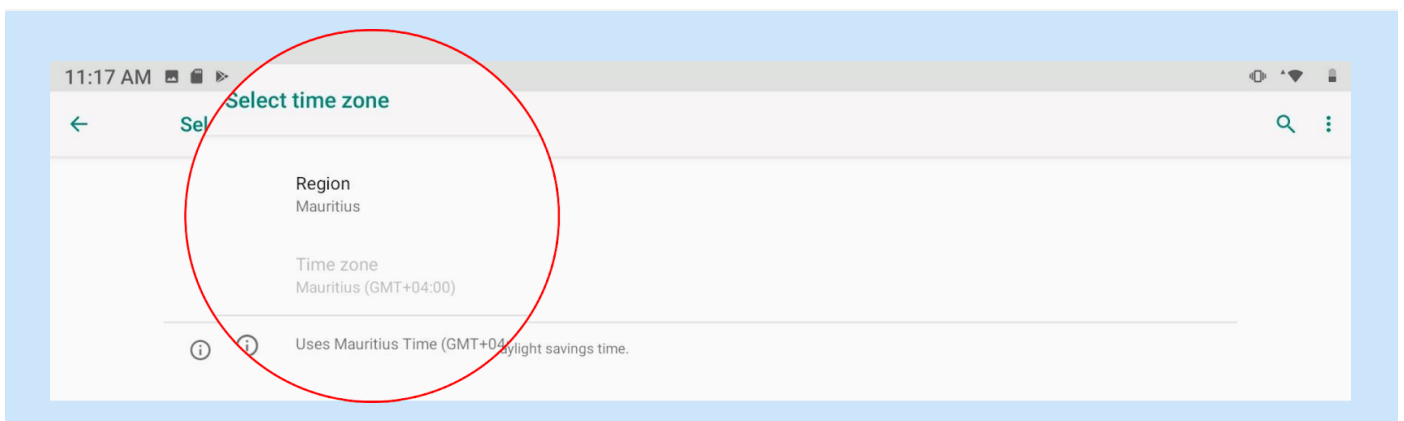 11:17 AM
Select time zone
Sel
Region
Mauritius
Time zone
Mauritius (GMT+04:00)
Uses Mauritius Time (GMT+04
aylight savings time.